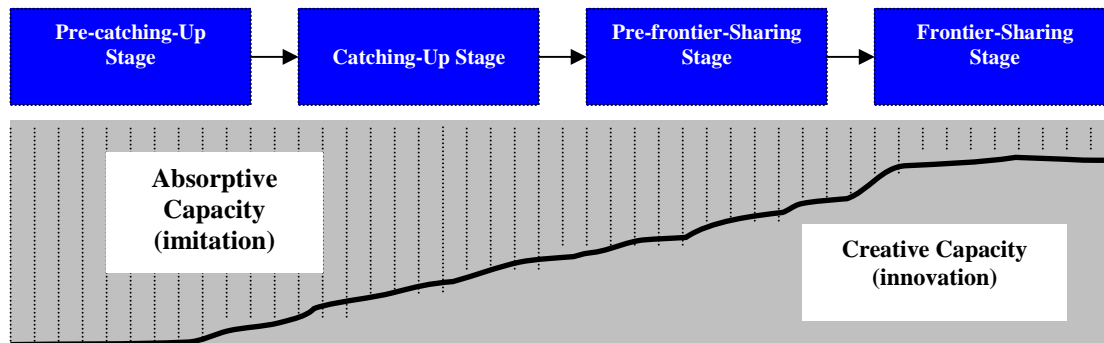 Pre-catching-Up
Stage
Catching-Up Stage
Pre-frontier-Sharing
Stage
Frontier-Sharing
Stage
Absorptive
Capacity
(imitation)
Creative Capacity
(innovation)